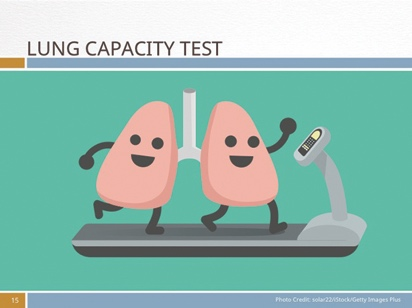 LUNG CAPACITY TEST
15
Photo Credit: solar22/iStock/Getty Images Plus